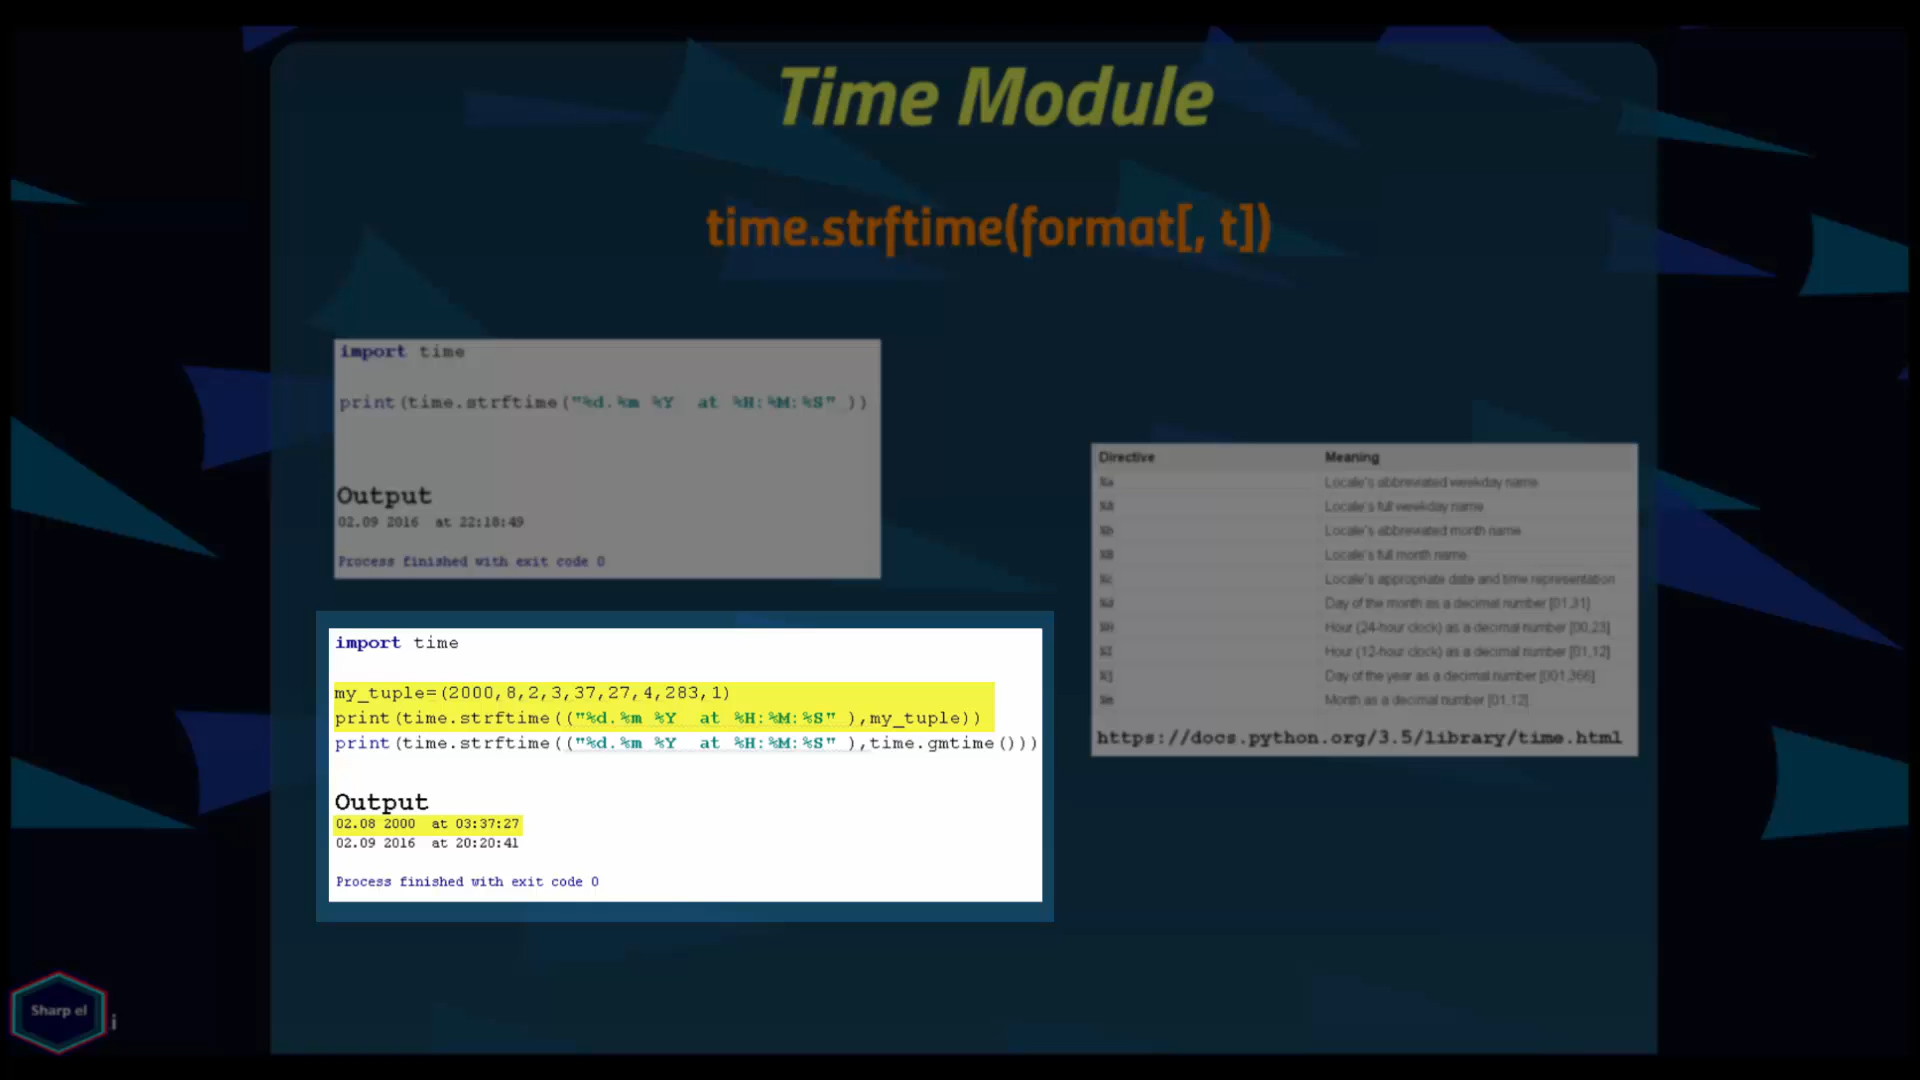 Time Module
time.strftime(format[, t])
import time
print(time.strftime("%d.%m %Y  at %H:%M:%S" ))
Output
02.09 2016  at 22:18:49
Process finished with exit code 0
import time
my_tuple=(2000,8,2,3,37,27,4,283,1)
print(time.strftime(("%d.%m %Y  at %H:%M:%S" ),my_tuple))
print(time.strftime(("%d.%m %Y  at %H:%M:%S" ),time.gmtime()))
Output
02.08 2000  at 03:37:27
02.09 2016  at 20:20:41
Process finished with exit code 0
Directive Meaning
%a Locale's abbreviated weekday name
%A Locale's full weekday name
%b Locale's abbreviated month name
%B Locale's full month name
%c Locale's appropriate date and time representation
%d Day of the month as a decimal number [01,31]
%H Hour (24-hour clock) as a decimal number [00,23]
%I Hour (12-hour clock) as a decimal number [01,12]
%j Day of the year as a decimal number [001,366]
%m Month as a decimal number [01,12]
https://docs.python.org/3.5/library/time.html
Sharp el
i